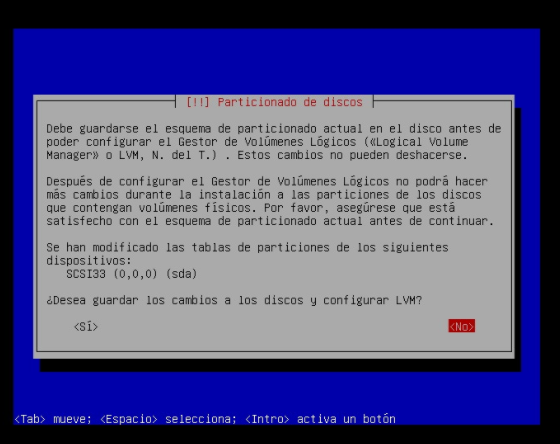 [!!] Particionado de discos
Debe guardarse el esquema de particionado actual en el disco antes de
poder configurar el Gestor de Volúmenes Lógicos («Logical Volume
Manager» o LVM, N. del T.) . Estos cambios no pueden deshacerse.
Después de configurar el Gestor de Volúmenes Lógicos no podrá hacer
más cambios durante la instalación a las particiones de los discos
que contengan volúmenes físicos. Por favor, asegúrese que está
satisfecho con el esquema de particionado actual antes de continuar.
Se han modificado las tablas de particiones de los siguientes
dispositivos:
SCSI33 (0,0,0) (sda)
¿Desea guardar los cambios a los discos y configurar LVM?
<Sí> <No>
<Tab> mueve; <Espacio> selecciona; <Intro> activa un botón